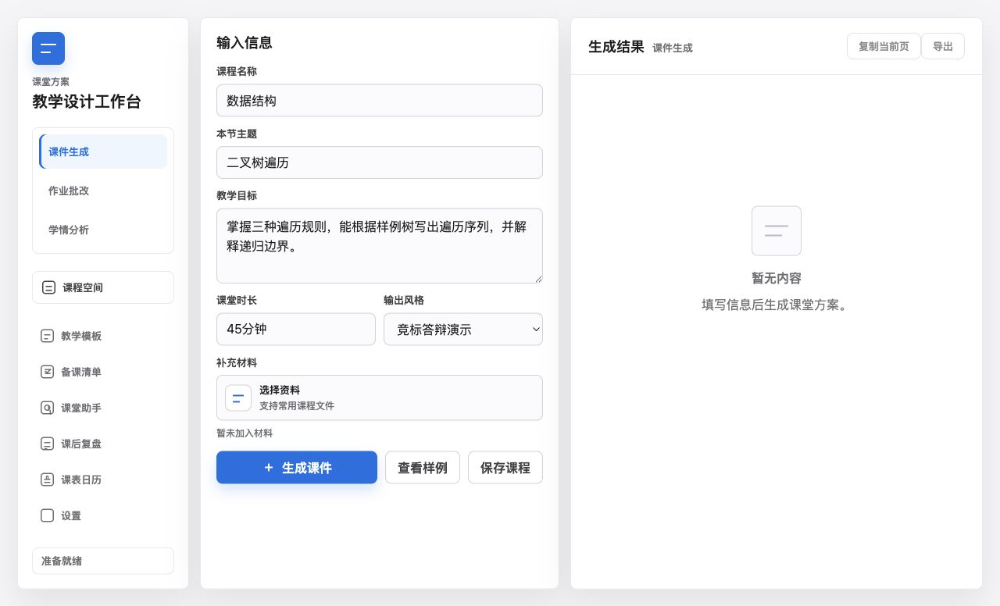 课堂方案
教学设计工作台
课件生成
作业批改
学情分析
课程空间
教学模板
备课清单
课堂助手
课后复盘
课表日历
设置
准备就绪
输入信息
课程名称
数据结构
本节主题
二叉树遍历
教学目标
掌握三种遍历规则，能根据样例树写出遍历序列，并解
释递归边界。
课堂时长
输出风格
45分钟
竞标答辩演示
补充材料
选择资料
支持常用课程文件
暂未加入材料
+ 生成课件
查看样例
保存课程
生成结果 课件生成
复制当前页
导出
暂无内容
填写信息后生成课堂方案。